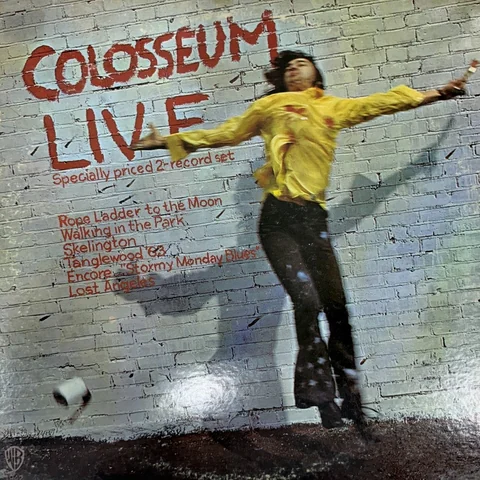 COLOSSEUM
LIVE
Specially priced 2-record set
Rope Ladder to the Moon
Walking in the Park
Skelington
Tanglewood '63
Encore... "Stormy Monday Blues"
Lost Angeles